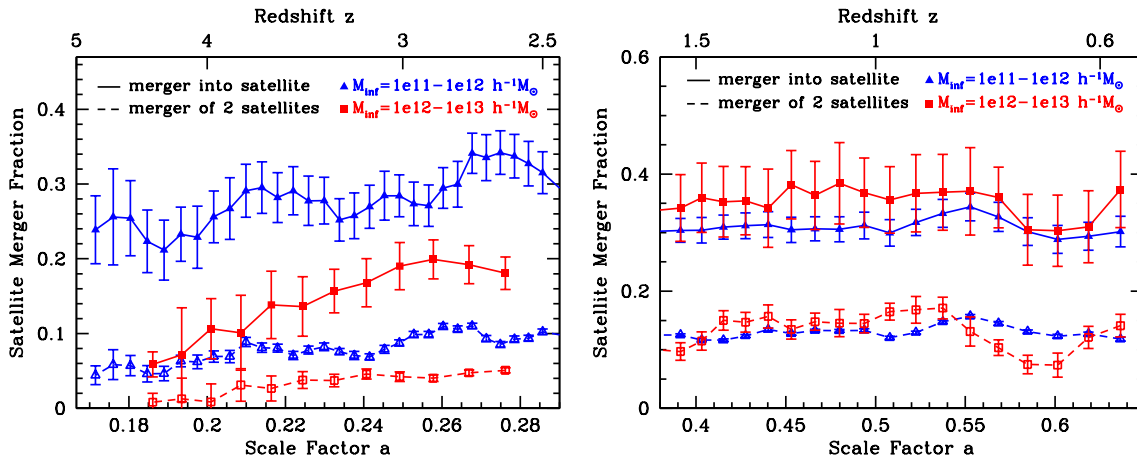 Redshift z
5 4 3 2.5
merger into satellite
merger of 2 satellites
M_inf=1e11−1e12 h⁻¹M_⊙
M_inf=1e12−1e13 h⁻¹M_⊙
Satellite Merger Fraction
0.4
0.3
0.2
0.1
0
0.18 0.2 0.22 0.24 0.26 0.28
Scale Factor a
Redshift z
1.5 1 0.6
merger into satellite
merger of 2 satellites
M_inf=1e11−1e12 h⁻¹M_⊙
M_inf=1e12−1e13 h⁻¹M_⊙
Satellite Merger Fraction
0.6
0.4
0.2
0
0.4 0.45 0.5 0.55 0.6
Scale Factor a